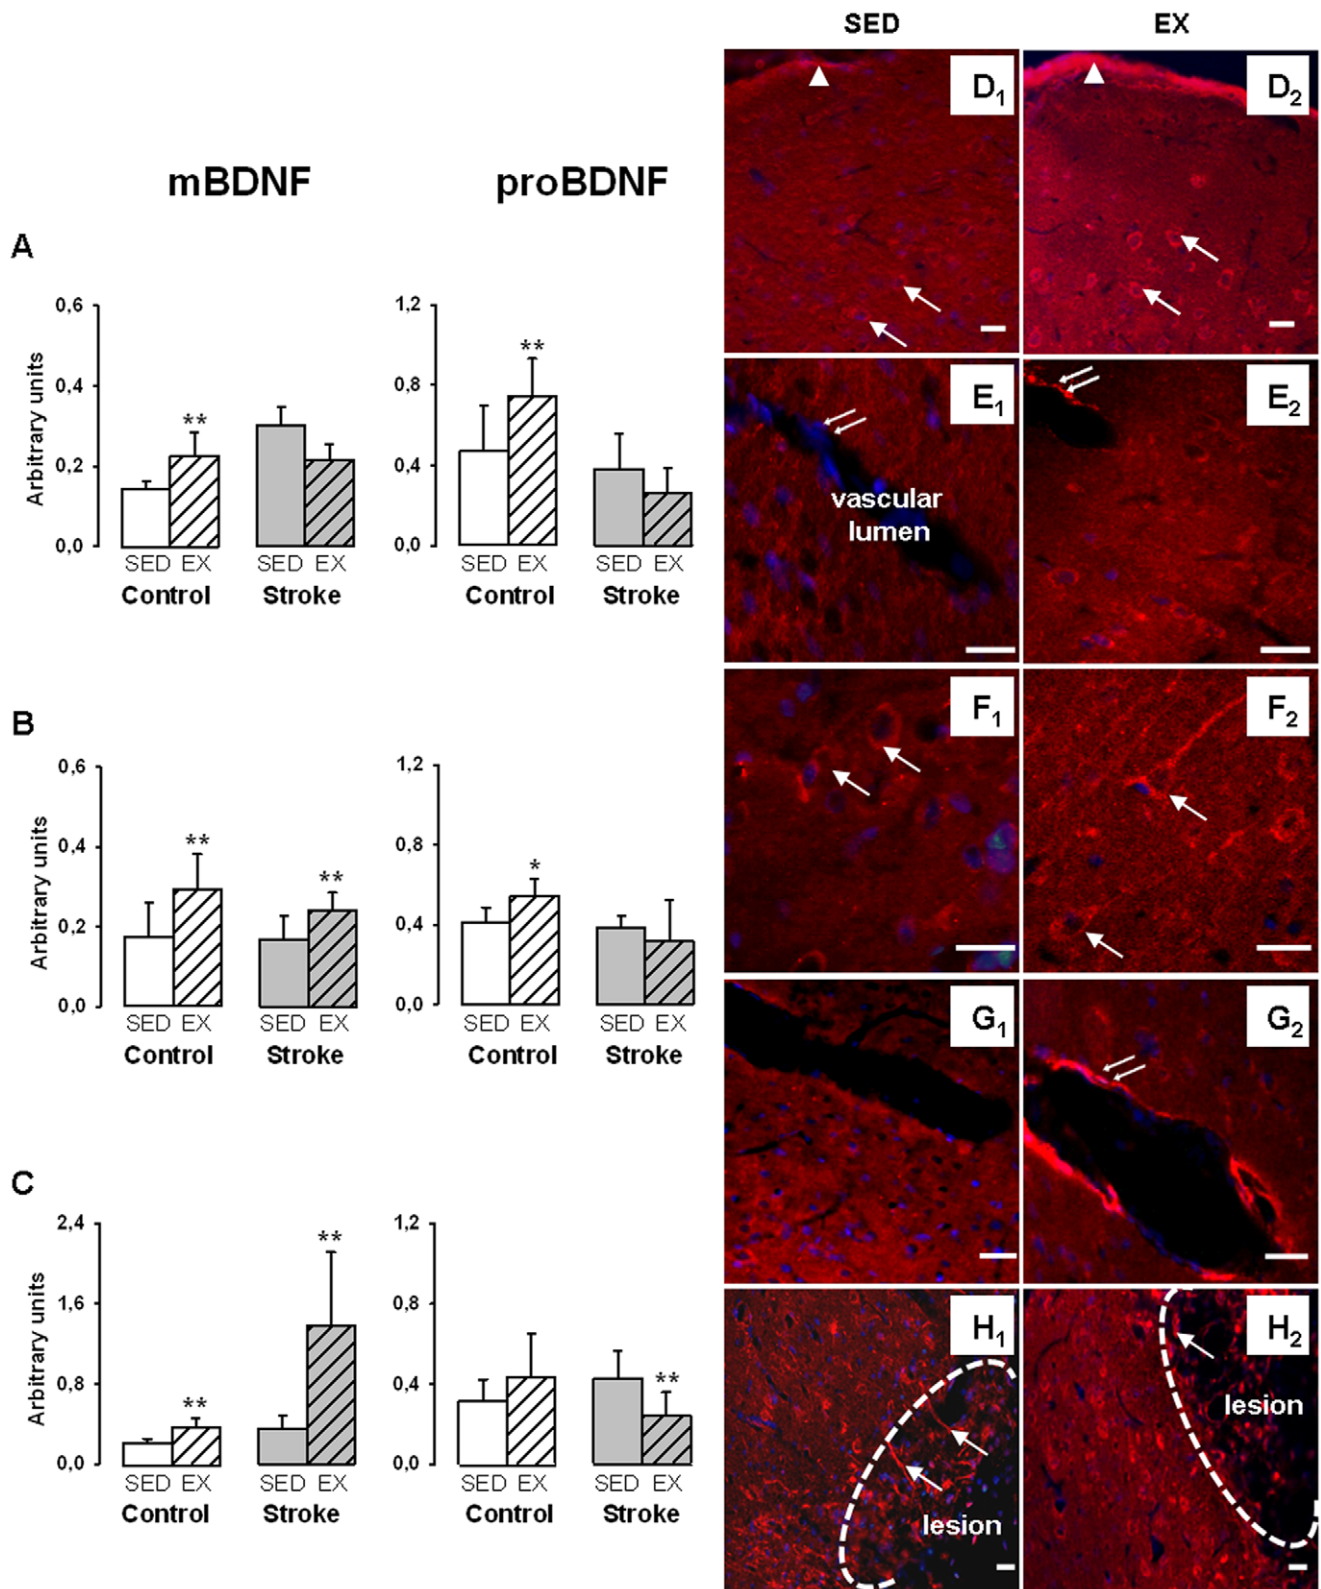 SED EX
mBDNF proBDNF
A
Arbitrary units
0,6
0,4
0,2
0,0
**
SED EX SED EX
Control Stroke
1,2
0,8
0,4
0,0
**
SED EX SED EX
Control Stroke
B
Arbitrary units
0,6
0,4
0,2
0,0
** **
SED EX SED EX
Control Stroke
1,2
0,8
0,4
0,0
*
SED EX SED EX
Control Stroke
C
Arbitrary units
2,4
1,6
0,8
0,0
** **
SED EX SED EX
Control Stroke
1,2
0,8
0,4
0,0
**
SED EX SED EX
Control Stroke
D1 D2
E1 E2
vascular
lumen
F1 F2
G1 G2
H1 H2
lesion
lesion